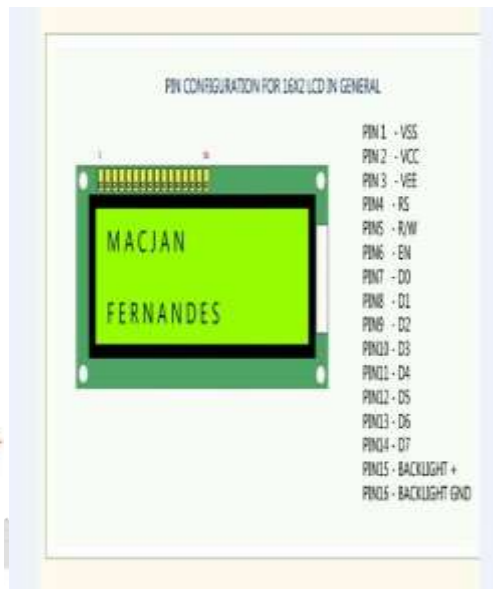 PIN CONFIGURATION FOR 16X2 LCD IN GENERAL
1 16
MACJAN
FERNANDES
PIN 1 - VSS
PIN 2 - VCC
PIN 3 - VEE
PIN4 - RS
PIN5 - R/W
PIN6 - EN
PIN7 - D0
PIN8 - D1
PIN9 - D2
PIN10 - D3
PIN11 - D4
PIN12 - D5
PIN13 - D6
PIN14 - D7
PIN15 - BACKLIGHT +
PIN16 - BACKLIGHT GND